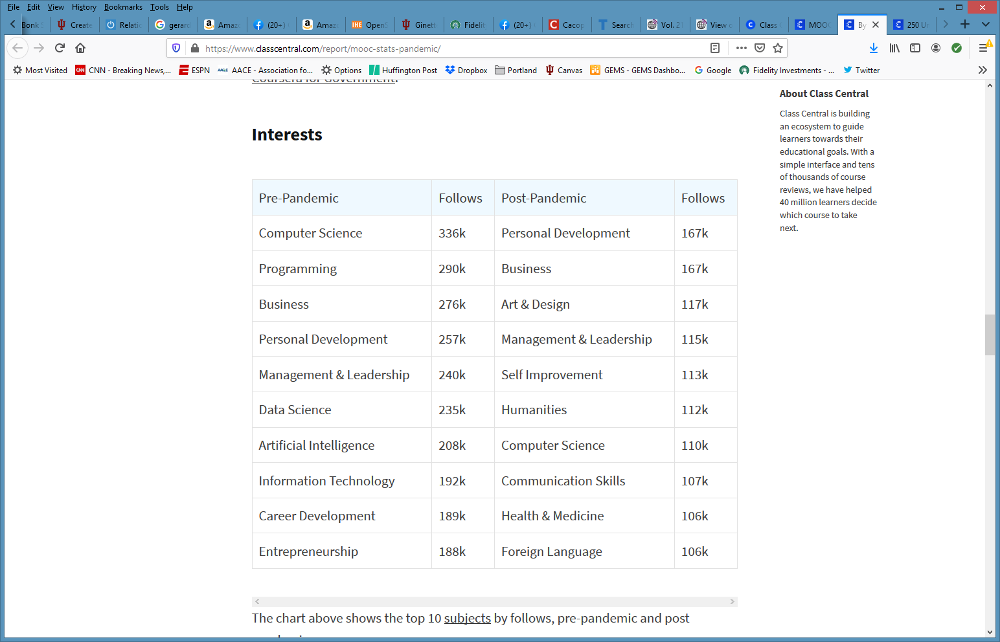 File Edit View History Bookmarks Tools Help
Bonk Create Relati gerard Amaz (20+) Amaz OpenS Ginett Fidelit (20+) Cacop Search Vol. 21 View o Class C MOOC By 250 Un
https://www.classcentral.com/report/mooc-stats-pandemic/
Most Visited CNN - Breaking News,... ESPN AACE - Association fo... Options Huffington Post Dropbox Portland Canvas GEMS - GEMS Dashbo... Google Fidelity Investments - ... Twitter
Coursera for Government.
Interests
Pre-Pandemic Follows Post-Pandemic Follows
Computer Science 336k Personal Development 167k
Programming 290k Business 167k
Business 276k Art & Design 117k
Personal Development 257k Management & Leadership 115k
Management & Leadership 240k Self Improvement 113k
Data Science 235k Humanities 112k
Artificial Intelligence 208k Computer Science 110k
Information Technology 192k Communication Skills 107k
Career Development 189k Health & Medicine 106k
Entrepreneurship 188k Foreign Language 106k
The chart above shows the top 10 subjects by follows, pre-pandemic and post
About Class Central
Class Central is building
an ecosystem to guide
learners towards their
educational goals. With a
simple interface and tens
of thousands of course
reviews, we have helped
40 million learners decide
which course to take
next.